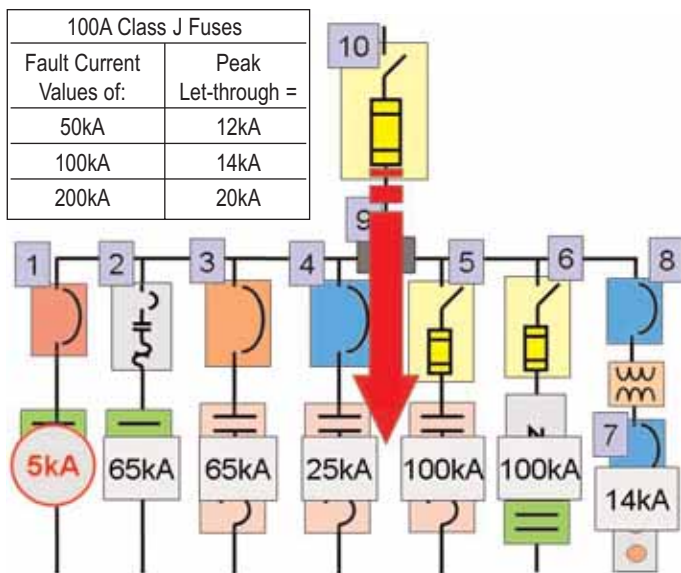 100A Class J Fuses
Fault Current Values of:
Peak Let-through =
50kA 12kA
100kA 14kA
200kA 20kA
10
9
1 2 3 4 5 6 8
7
5kA 65kA 65kA 25kA 100kA 100kA 14kA